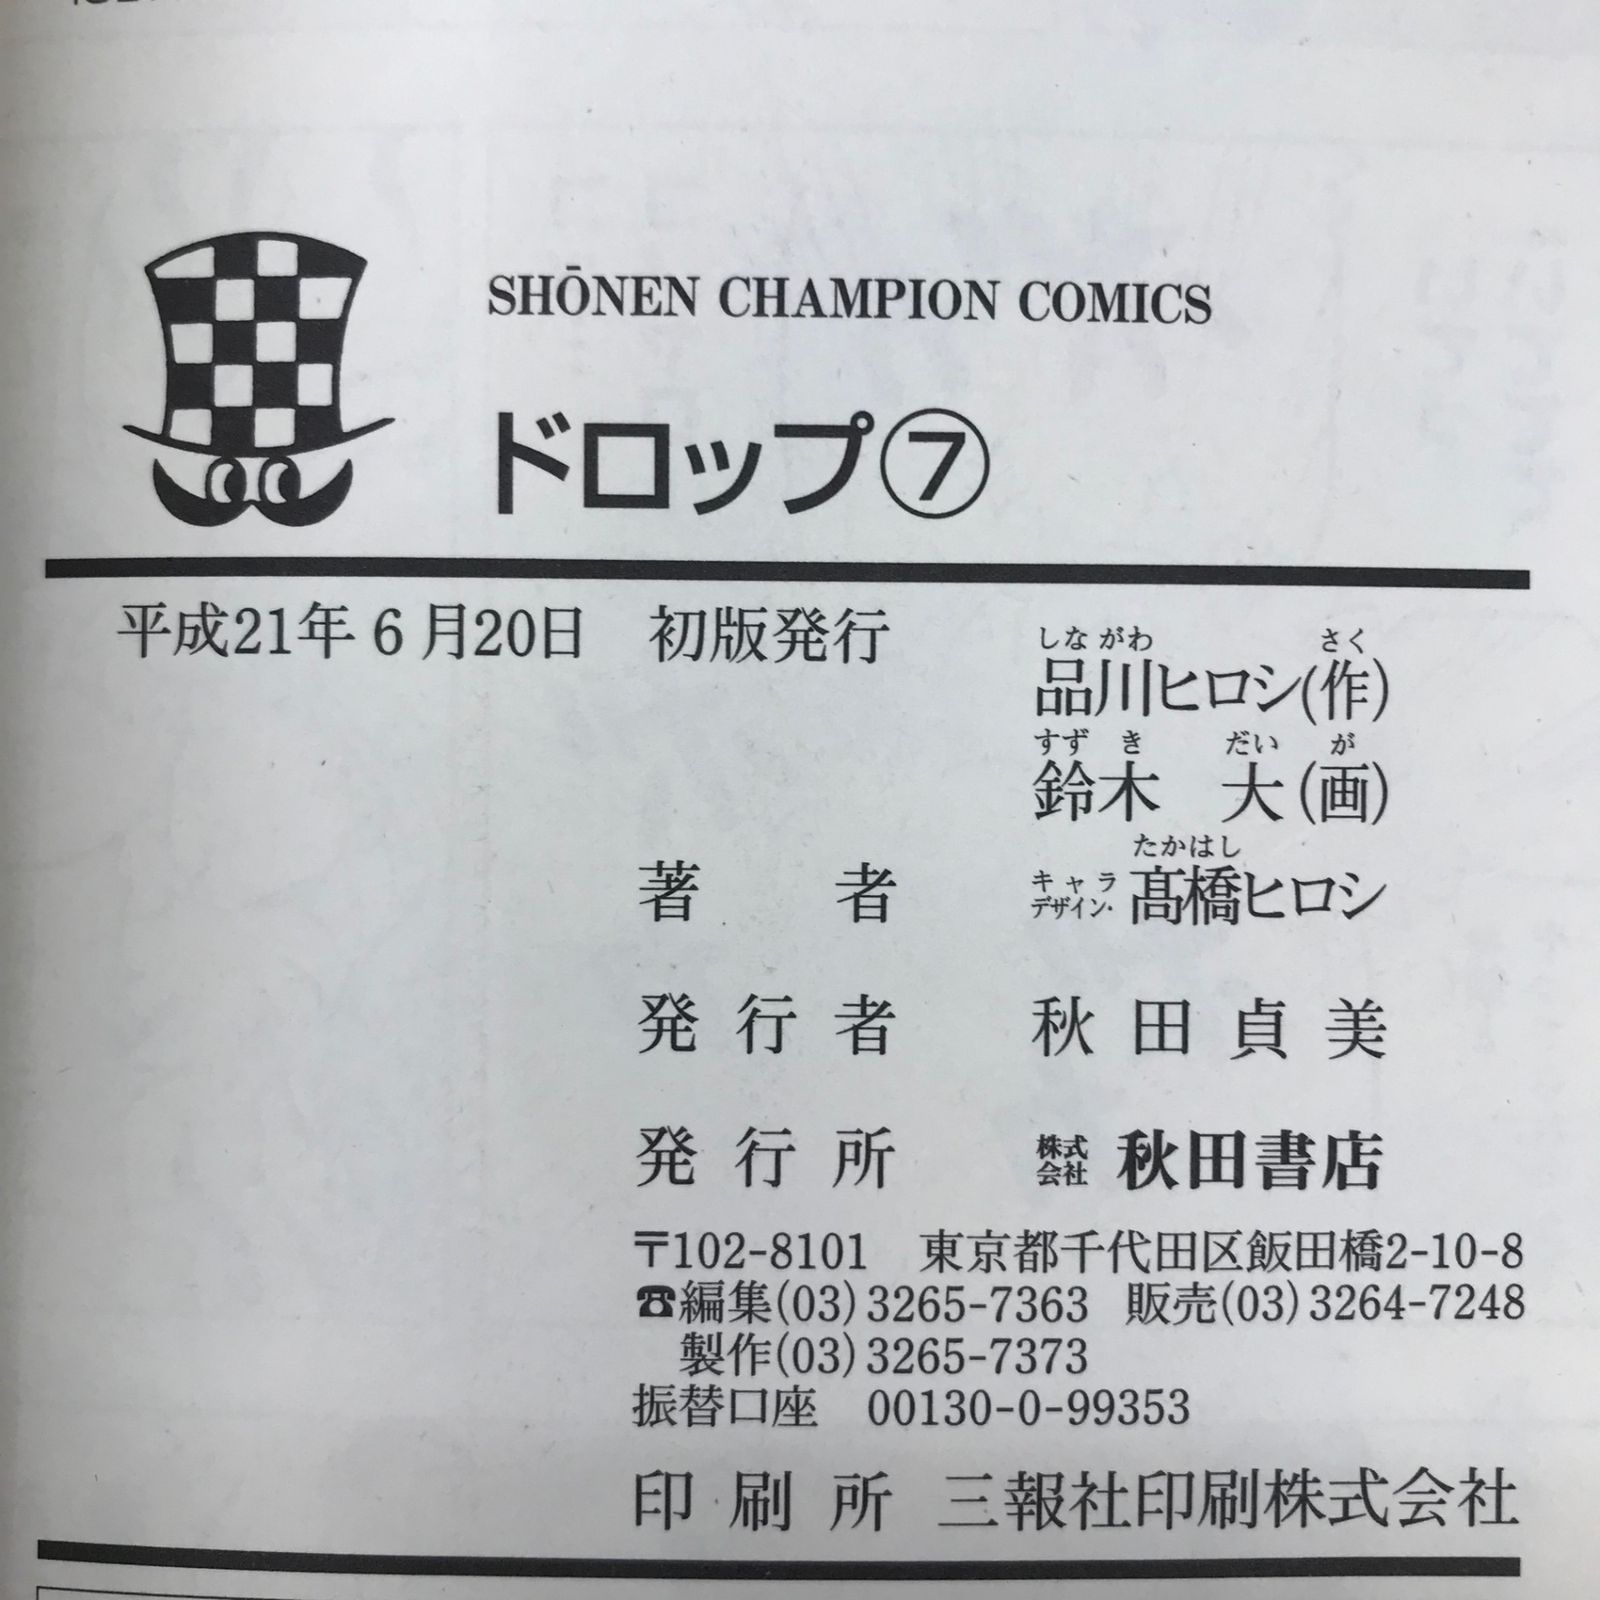 SHŌNEN CHAMPION COMICS
ドロップ⑦
平成21年6月20日 初版発行
しながわ さく
品川ヒロシ(作)
すずき だい が
鈴木 大(画)
たかはし
著者 キャラデザイン・髙橋ヒロシ
発行者 秋田貞美
発行所 株式会社 秋田書店
〒102-8101 東京都千代田区飯田橋2-10-8
☎編集(03)3265-7363 販売(03)3264-7248
製作(03)3265-7373
振替口座 00130-0-99353
印刷所 三報社印刷株式会社